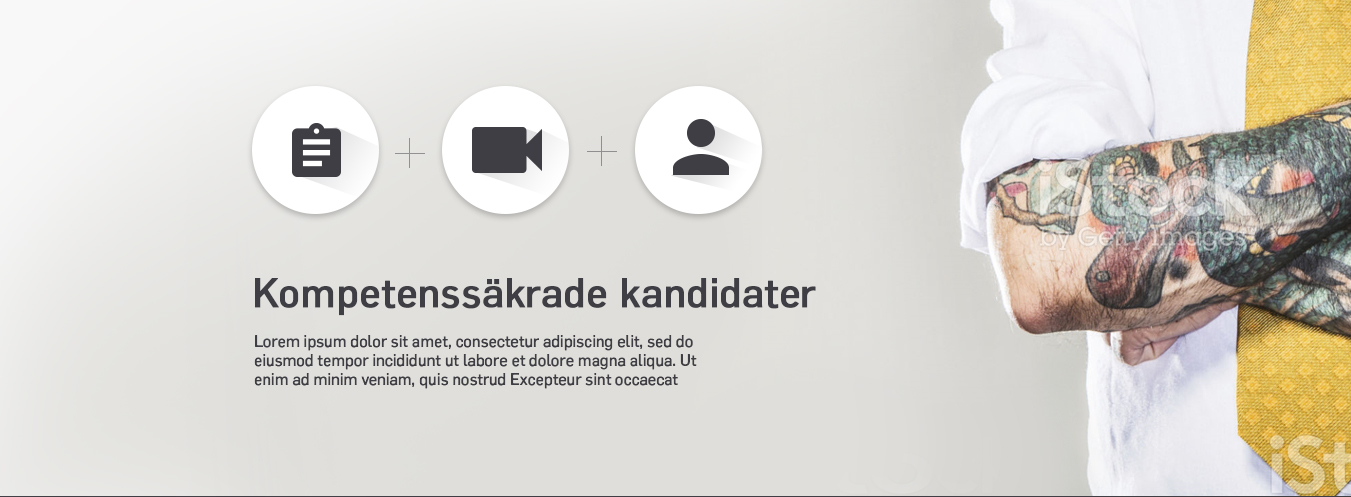 Kompetenssäkrade kandidater
Lorem ipsum dolor sit amet, consectetur adipiscing elit, sed do
eiusmod tempor incididunt ut labore et dolore magna aliqua. Ut
enim ad minim veniam, quis nostrud Excepteur sint occaecat
iStock
by Getty Images
iSt